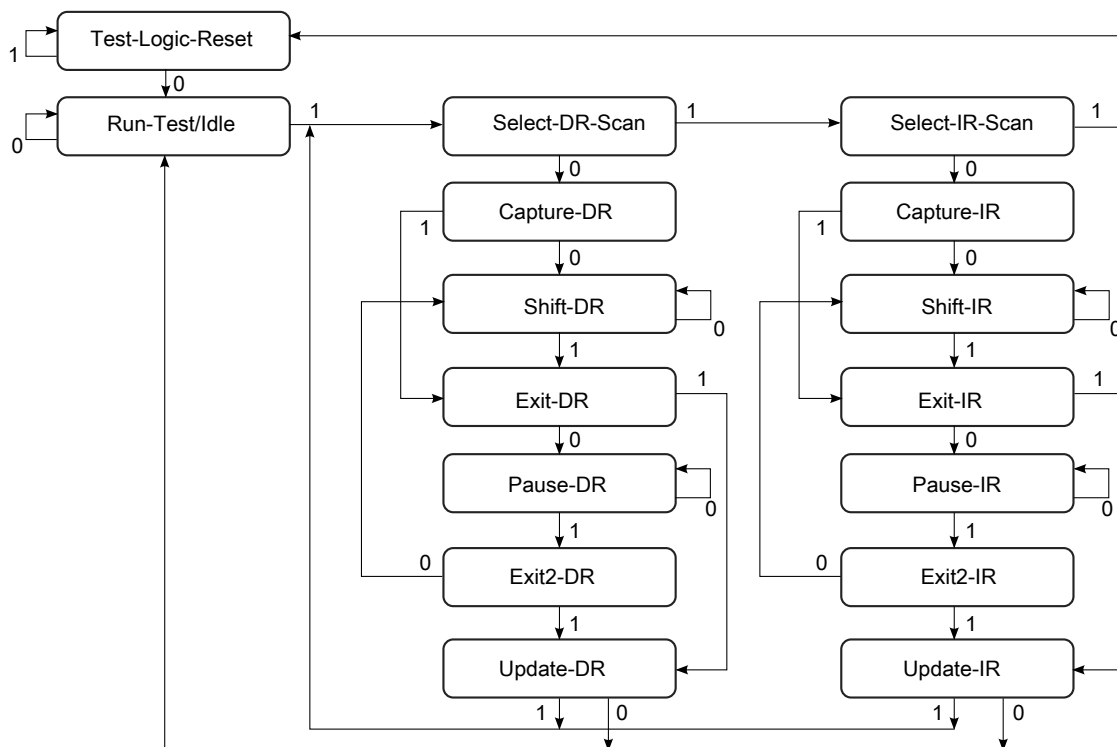 Test-Logic-Reset
1
0
Run-Test/Idle
0
1
Select-DR-Scan
1
Select-IR-Scan
1
0
0
Capture-DR
1
0
Capture-IR
1
0
Shift-DR
0
1
Shift-IR
0
1
Exit-DR
1
0
Exit-IR
1
0
Pause-DR
0
1
Pause-IR
0
1
Exit2-DR
0
1
Exit2-IR
0
1
Update-DR
1
0
Update-IR
1
0